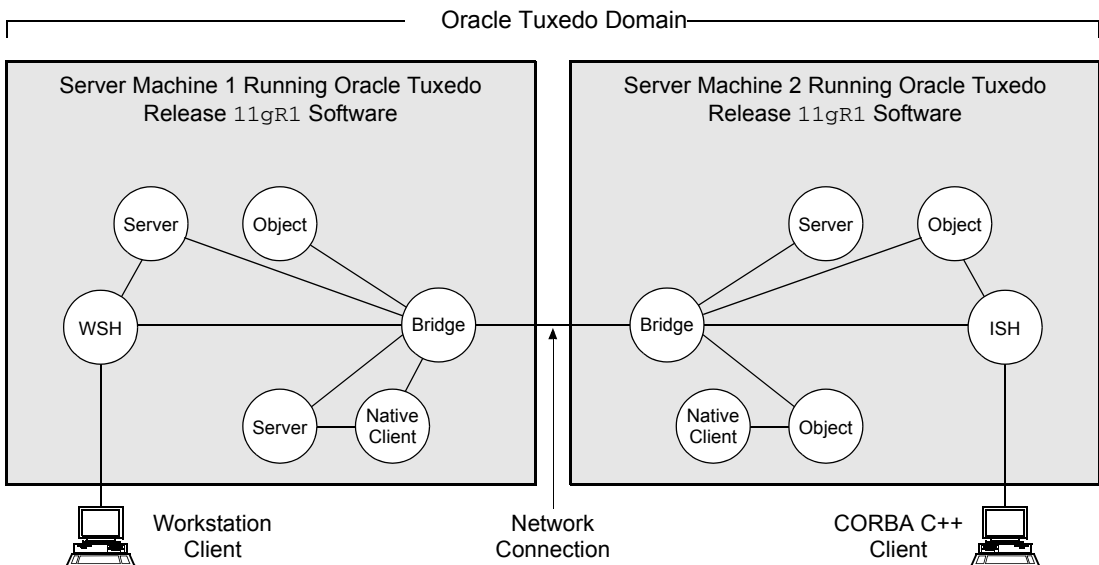 Oracle Tuxedo Domain
Server Machine 1 Running Oracle Tuxedo
Release 11gR1 Software
Server Machine 2 Running Oracle Tuxedo
Release 11gR1 Software
Server
Object
Server
Object
WSH
Bridge
Bridge
ISH
Server
Native
Client
Native
Client
Object
Workstation
Client
Network
Connection
CORBA C++
Client